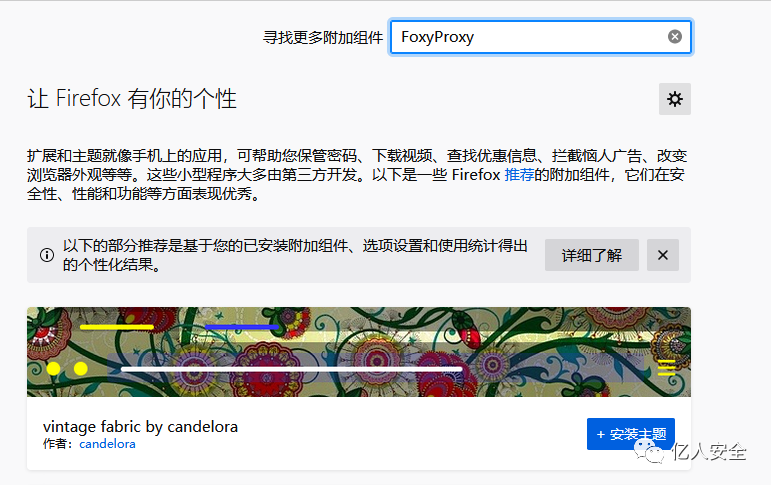 寻找更多附加组件 FoxyProxy
让 Firefox 有你的个性
扩展和主题就像手机上的应用，可帮助您保管密码、下载视频、查找优惠信息、拦截恼人广告、改变
浏览器外观等等。这些小型程序大多由第三方开发。以下是一些 Firefox 推荐的附加组件，它们在安
全性、性能和功能等方面表现优秀。
以下的部分推荐是基于您的已安装附加组件、选项设置和使用统计得出
的个性化结果。
详细了解
vintage fabric by candelora
作者：candelora
+ 安装主题
亿人安全